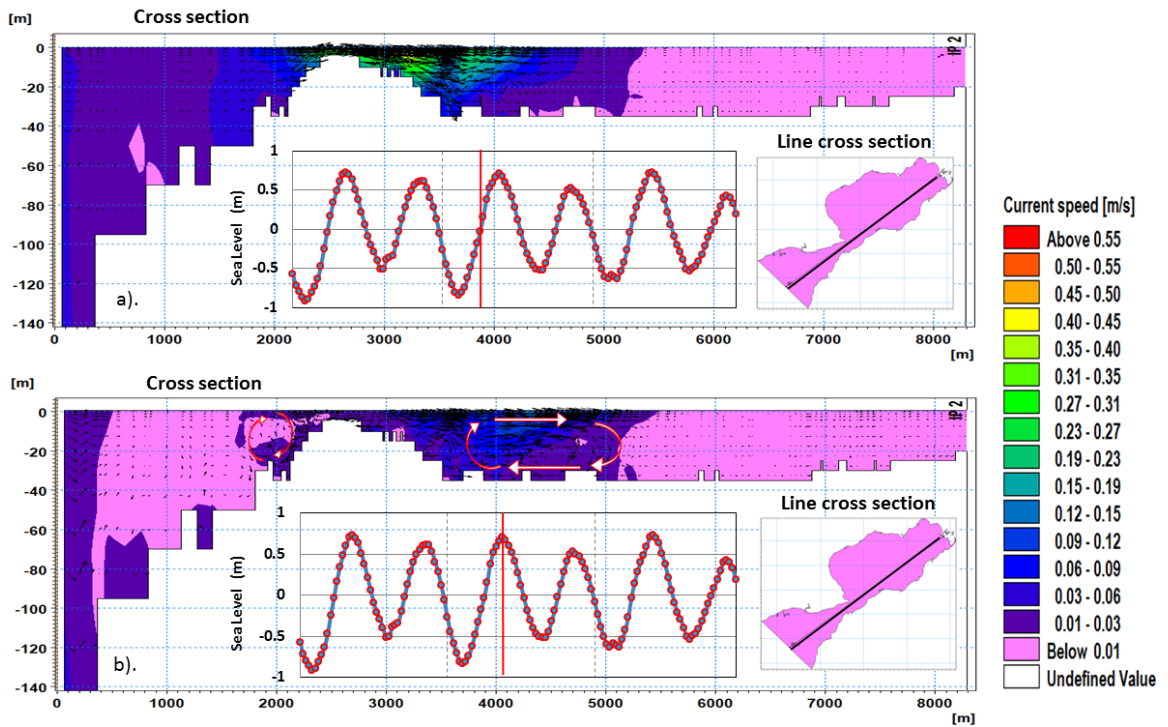 Cross section
[m]
0
-20
-40
-60
-80
-100
-120
-140
IP 2
1
0.5
0
-0.5
-1
Sea Level (m)
a).
Line cross section
0
1000
2000
3000
4000
5000
6000
7000
8000
[m]
Cross section
[m]
0
-20
-40
-60
-80
-100
-120
-140
IP 2
1
0.5
0
-0.5
-1
Sea Level (m)
b).
Line cross section
0
1000
2000
3000
4000
5000
6000
7000
8000
[m]
Current speed [m/s]
Above 0.55
0.50 - 0.55
0.45 - 0.50
0.40 - 0.45
0.35 - 0.40
0.31 - 0.35
0.27 - 0.31
0.23 - 0.27
0.19 - 0.23
0.15 - 0.19
0.12 - 0.15
0.09 - 0.12
0.06 - 0.09
0.03 - 0.06
0.01 - 0.03
Below 0.01
Undefined Value